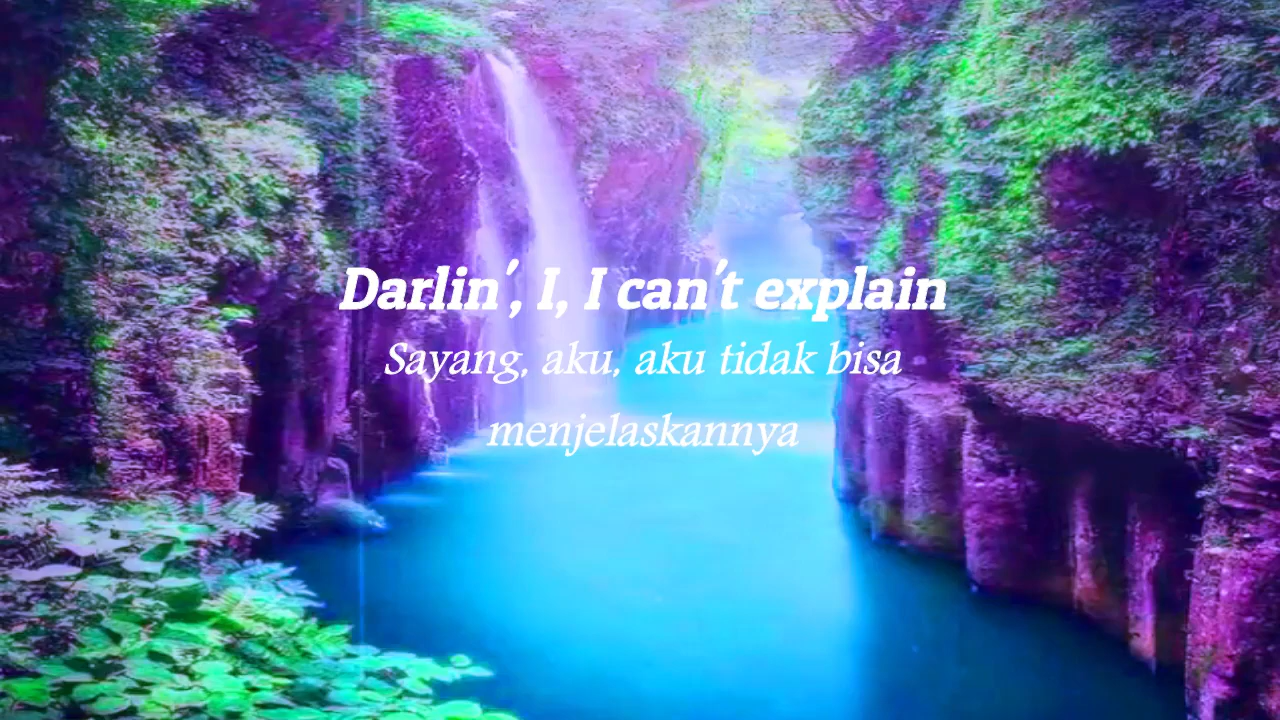 Darlin', I, I can't explain
Sayang, aku, aku tidak bisa
menjelaskannya